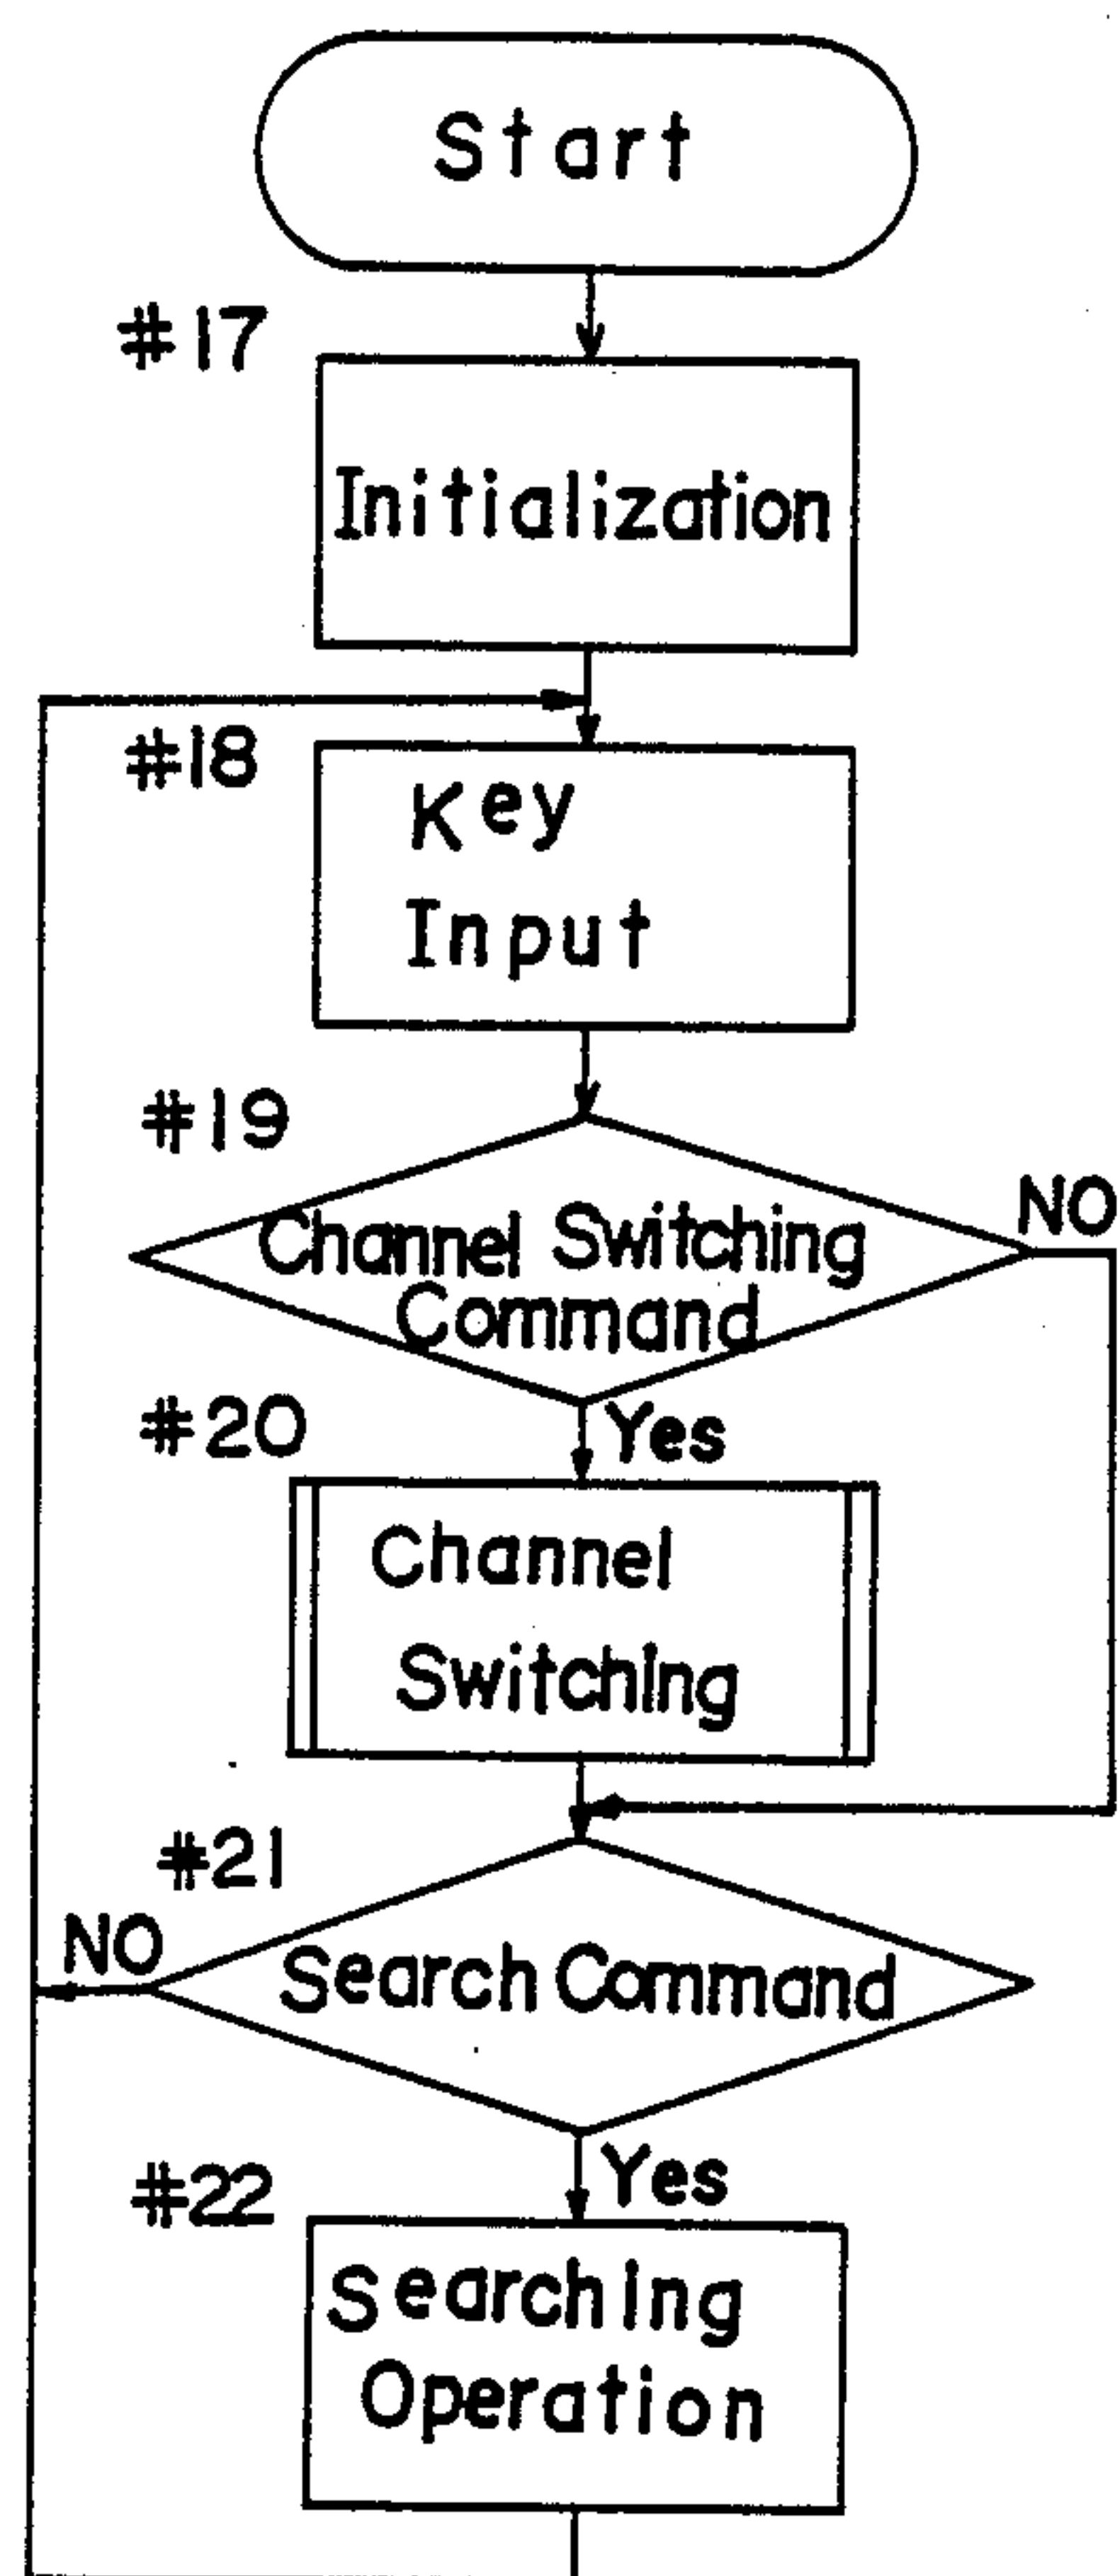 Start
#17
Initialization
#18
Key
Input
#19
Channel Switching
Command
NO
#20
Yes
Channel
Switching
#21
NO
Search Command
Yes
#22
Searching
Operation